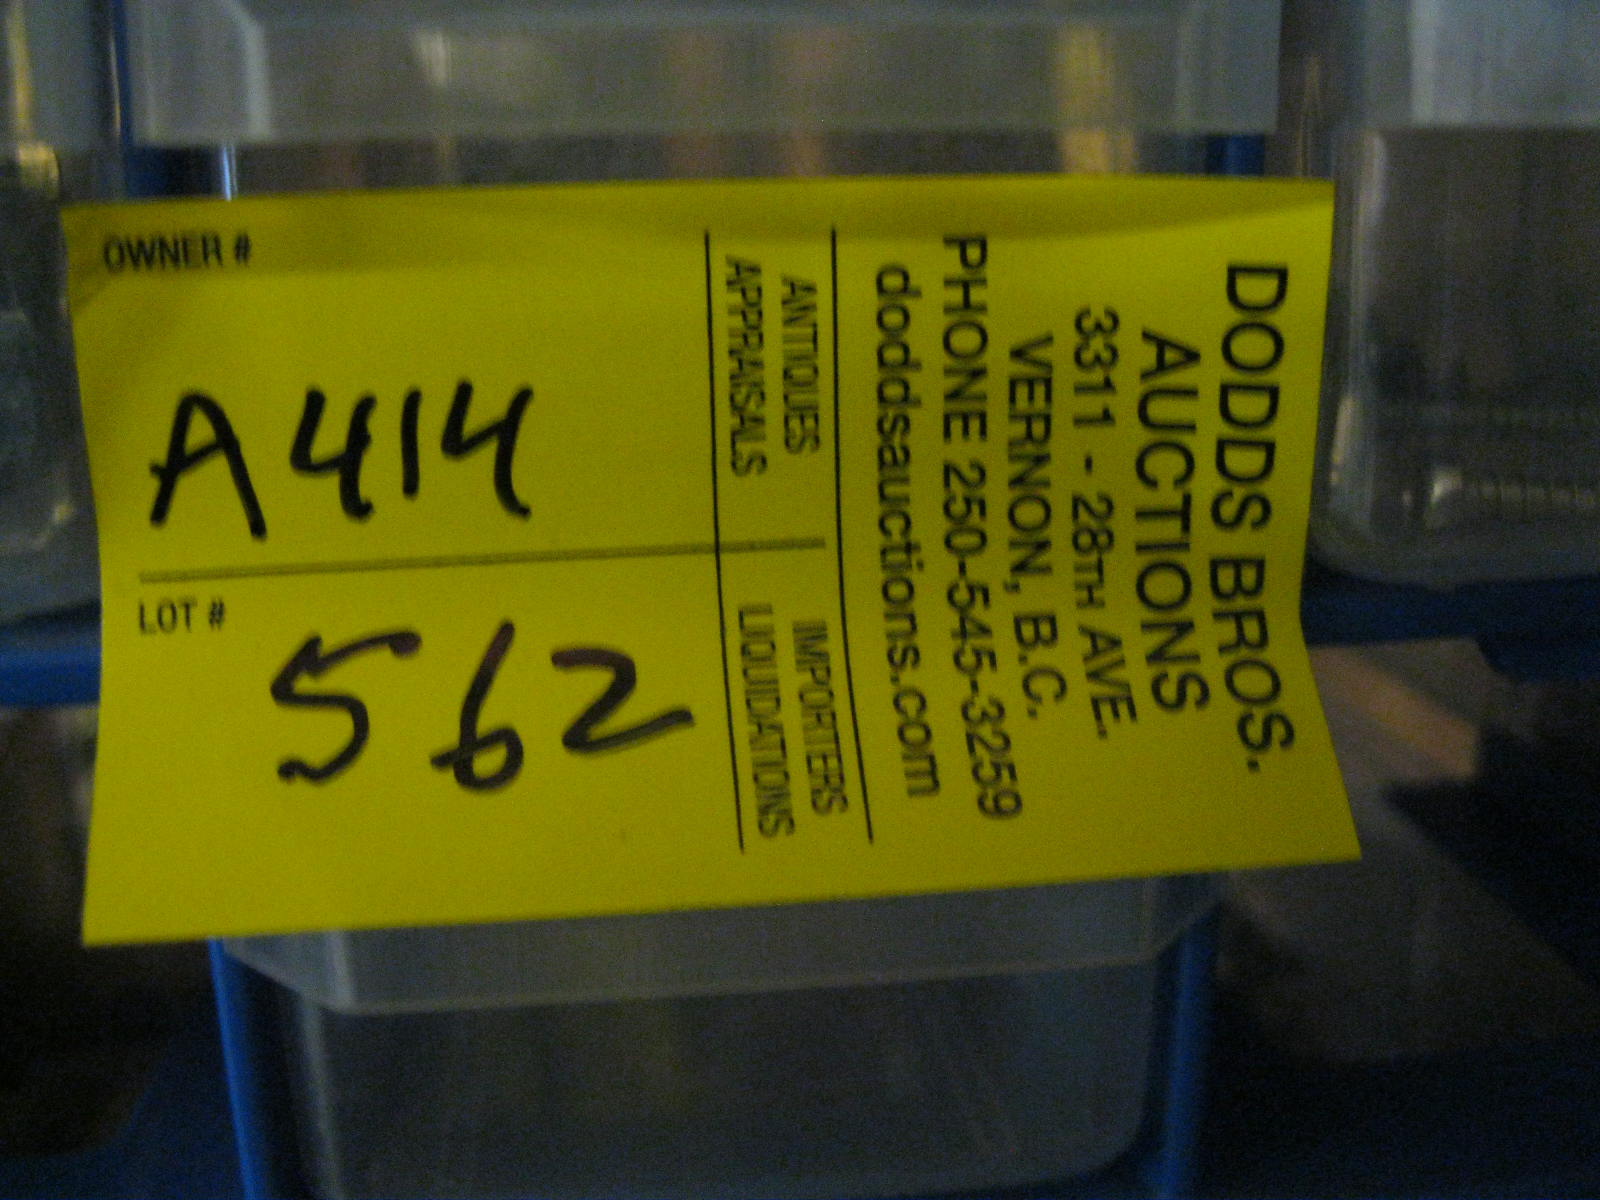 OWNER #
A414
LOT #
562
ANTIQUES
APPRAISALS
IMPORTERS
LIQUIDATIONS
DODDS BROS.
AUCTIONS
3311 - 28TH AVE.
VERNON, B.C.
PHONE 250-545-3259
doddsauctions.com